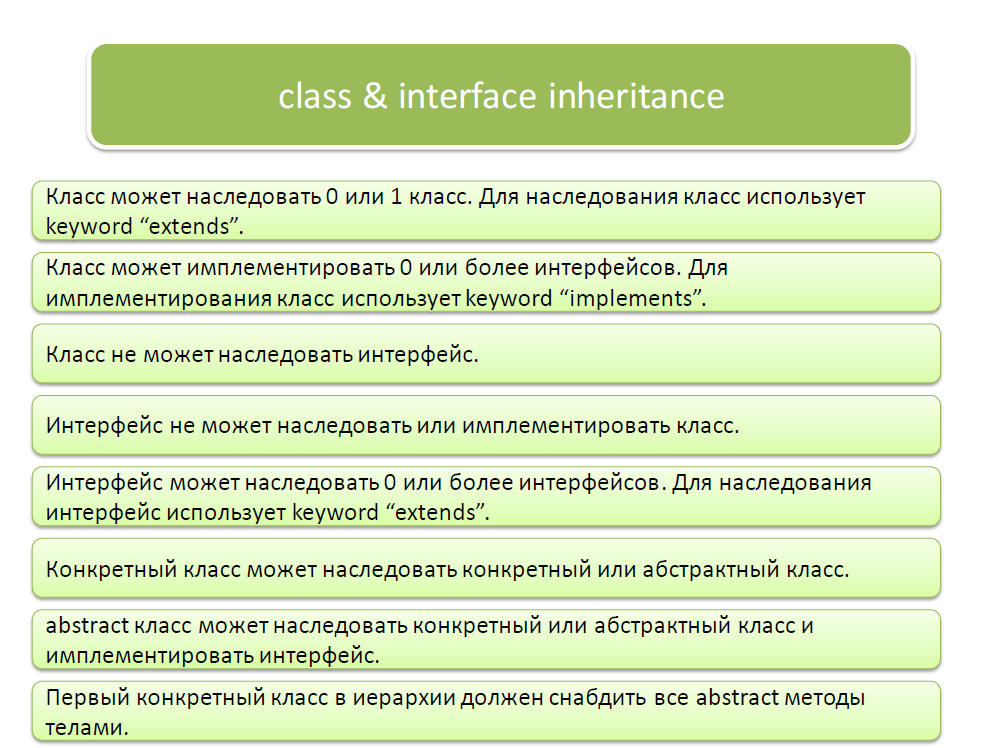 class & interface inheritance
Класс может наследовать 0 или 1 класс. Для наследования класс использует
keyword “extends”.
Класс может имплементировать 0 или более интерфейсов. Для
имплементирования класс использует keyword “implements”.
Класс не может наследовать интерфейс.
Интерфейс не может наследовать или имплементировать класс.
Интерфейс может наследовать 0 или более интерфейсов. Для наследования
интерфейс использует keyword “extends”.
Конкретный класс может наследовать конкретный или абстрактный класс.
abstract класс может наследовать конкретный или абстрактный класс и
имплементировать интерфейс.
Первый конкретный класс в иерархии должен снабдить все abstract методы
телами.